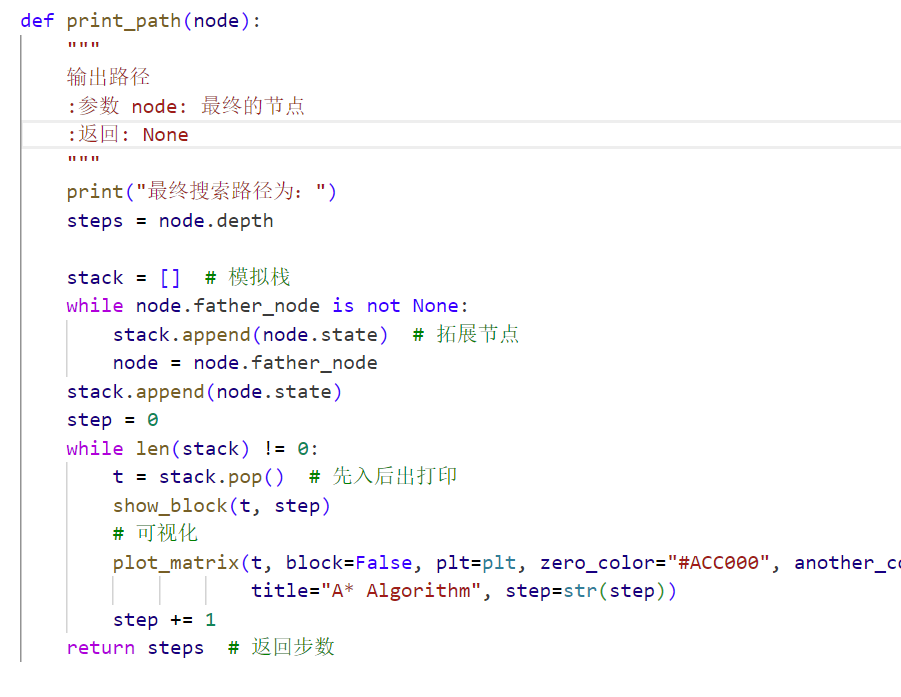 def print_path(node):
    """
    输出路径
    :参数 node: 最终的节点
    :返回: None
    """
    print("最终搜索路径为: ")
    steps = node.depth

    stack = []  # 模拟栈
    while node.father_node is not None:
        stack.append(node.state)  # 拓展节点
        node = node.father_node
    stack.append(node.state)
    step = 0
    while len(stack) != 0:
        t = stack.pop()  # 先入后出打印
        show_block(t, step)
        # 可视化
        plot_matrix(t, block=False, plt=plt, zero_color="#ACC000", another_co
                    title="A* Algorithm", step=str(step))
        step += 1
    return steps  # 返回步数